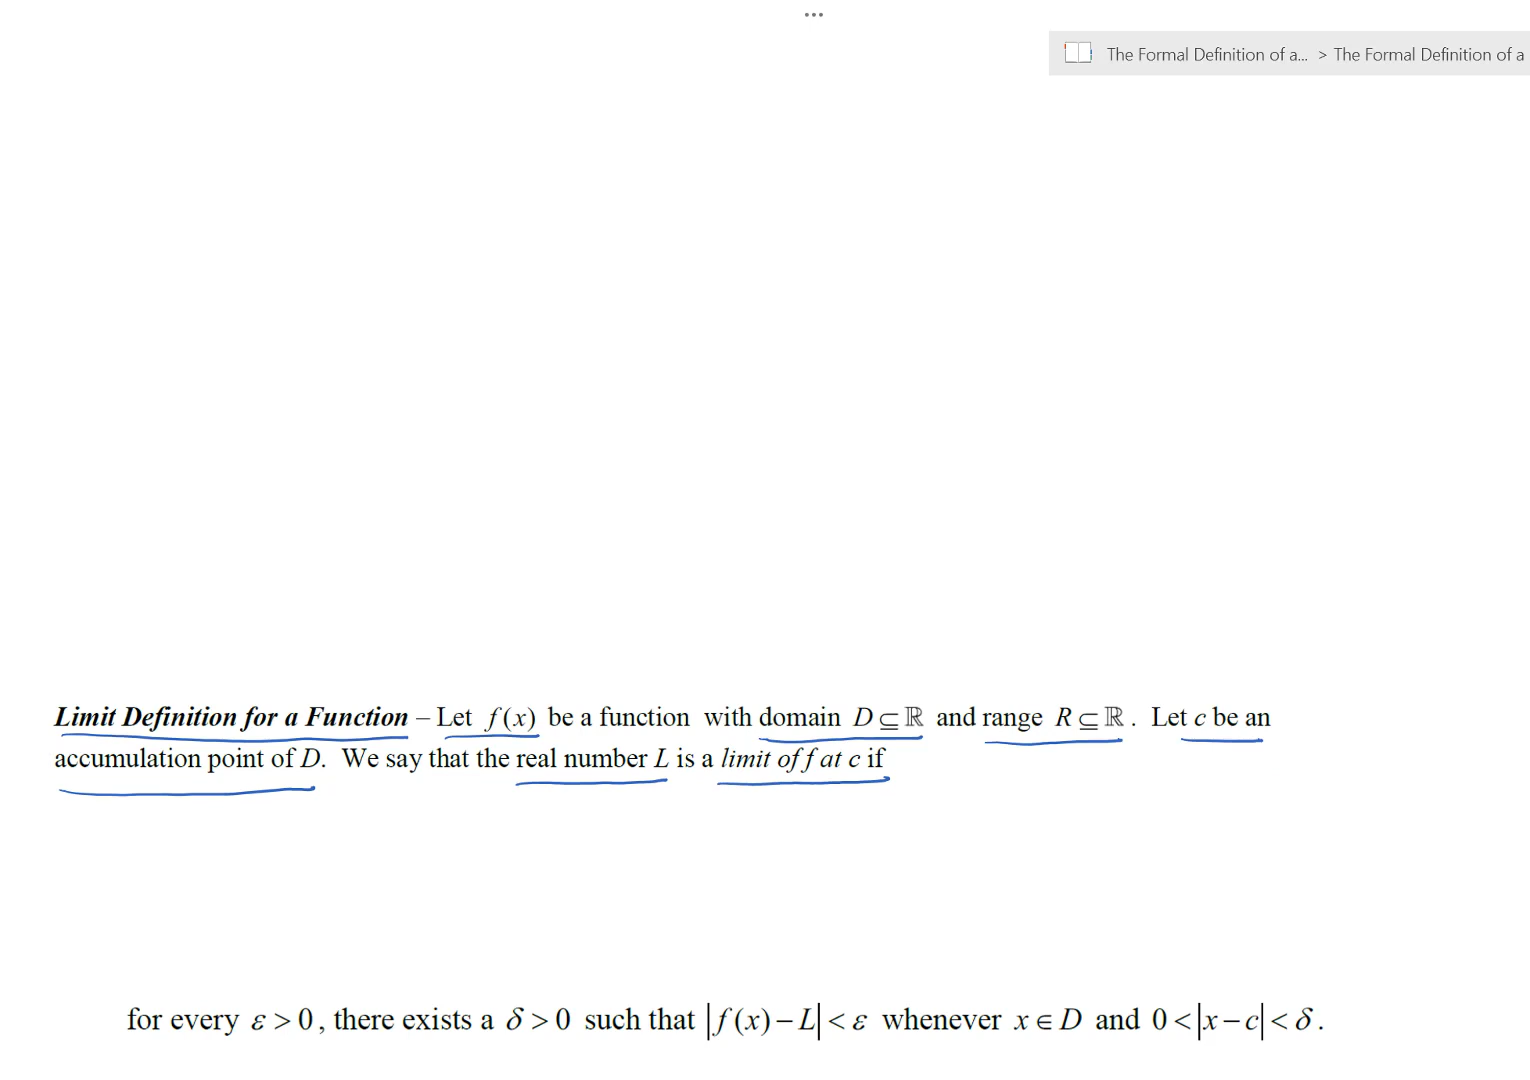 The Formal Definition of a... > The Formal Definition of a
Limit Definition for a Function – Let f(x) be a function with domain D ⊆ ℝ and range R ⊆ ℝ. Let c be an
accumulation point of D. We say that the real number L is a limit of f at c if
for every ε > 0, there exists a δ > 0 such that |f(x) − L| < ε whenever x ∈ D and 0 < |x − c| < δ.